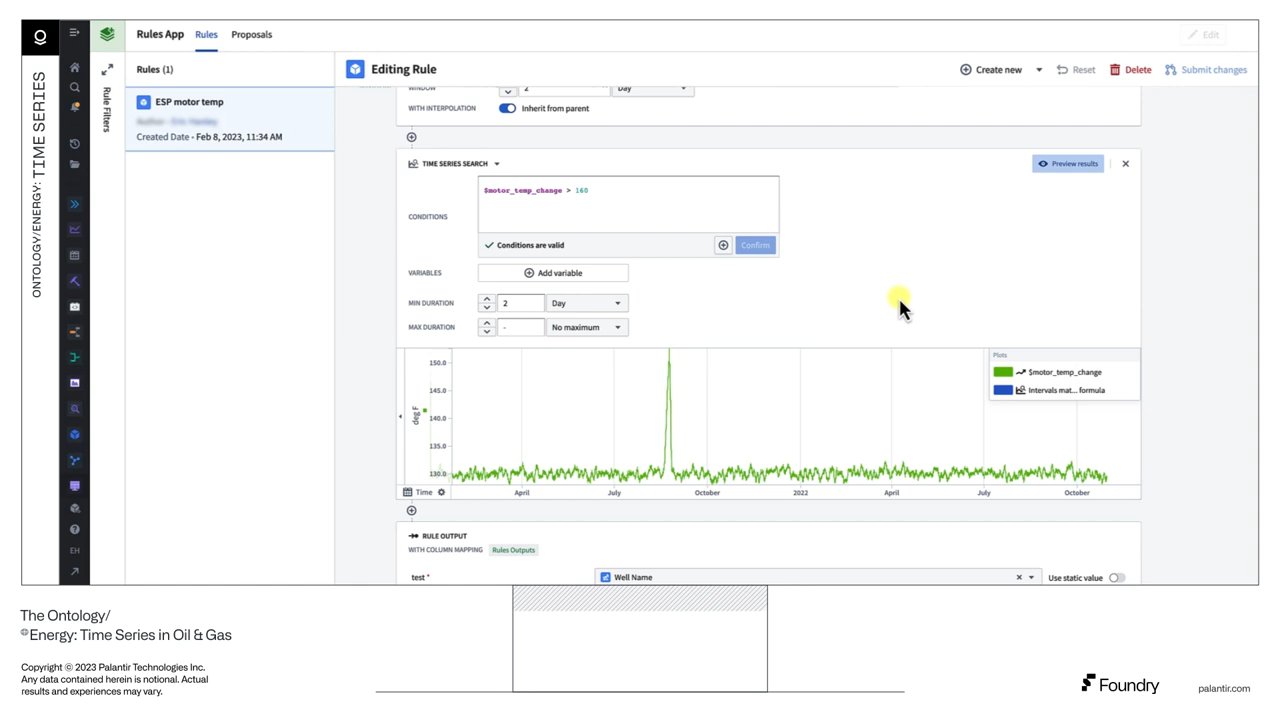 ONTOLOGY/ENERGY: TIME SERIES
Rules App
Rules
Proposals
Edit
Rule Filters
Rules (1)
ESP motor temp
Created Date • Feb 8, 2023, 11:34 AM
Editing Rule
Create new
Reset
Delete
Submit changes
WINDOW
2
Day
WITH INTERPOLATION
Inherit from parent
TIME SERIES SEARCH
Preview results
CONDITIONS
$motor_temp_change > 160
Conditions are valid
Confirm
VARIABLES
Add variable
MIN DURATION
2
Day
MAX DURATION
-
No maximum
150.0
145.0
140.0
135.0
130.0
deg F
Plots
$motor_temp_change
Intervals mat... formula
Time
April
July
October
2022
April
July
October
RULE OUTPUT
WITH COLUMN MAPPING
Rules Outputs
test *
Well Name
Use static value
EH
The Ontology/
Energy: Time Series in Oil & Gas
Copyright © 2023 Palantir Technologies Inc.
Any data contained herein is notional. Actual
results and experiences may vary.
Foundry
palantir.com